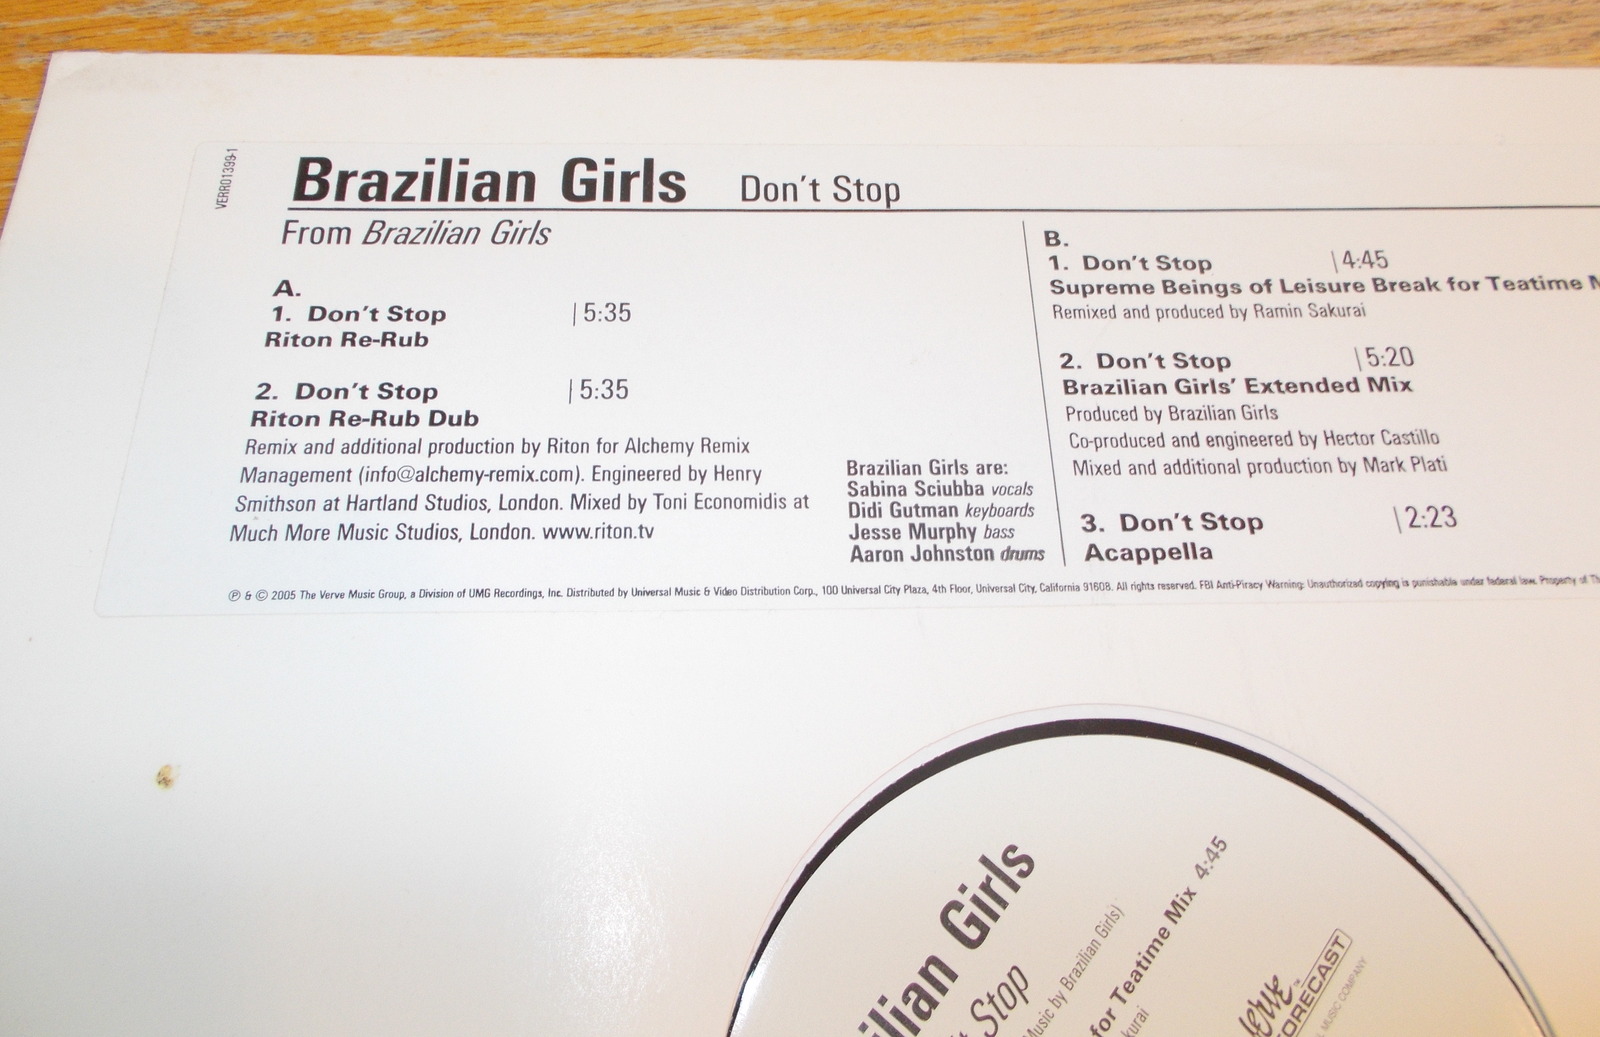 VERR01399-1
Brazilian Girls Don't Stop
From Brazilian Girls
A.
1. Don't Stop |5:35
Riton Re-Rub
2. Don't Stop |5:35
Riton Re-Rub Dub
Remix and additional production by Riton for Alchemy Remix
Management (info@alchemy-remix.com). Engineered by Henry
Smithson at Hartland Studios, London. Mixed by Toni Economidis at
Much More Music Studios, London. www.riton.tv
Brazilian Girls are:
Sabina Sciubba vocals
Didi Gutman keyboards
Jesse Murphy bass
Aaron Johnston drums
B.
1. Don't Stop |4:45
Supreme Beings of Leisure Break for Teatime M
Remixed and produced by Ramin Sakurai
2. Don't Stop |5:20
Brazilian Girls' Extended Mix
Produced by Brazilian Girls
Co-produced and engineered by Hector Castillo
Mixed and additional production by Mark Plati
3. Don't Stop |2:23
Acappella
℗ & © 2005 The Verve Music Group, a Division of UMG Recordings, Inc. Distributed by Universal Music & Video Distribution Corp., 100 Universal City Plaza, 4th Floor, Universal City, California 91608. All rights reserved. FBI Anti-Piracy Warning: Unauthorized copying is punishable under federal law. Property of Th
ilian Girls
Stop
Music by Brazilian Girls)
for Teatime Mix 4:45
kurai
erve™
FORECAST
MUSIC COMPANY